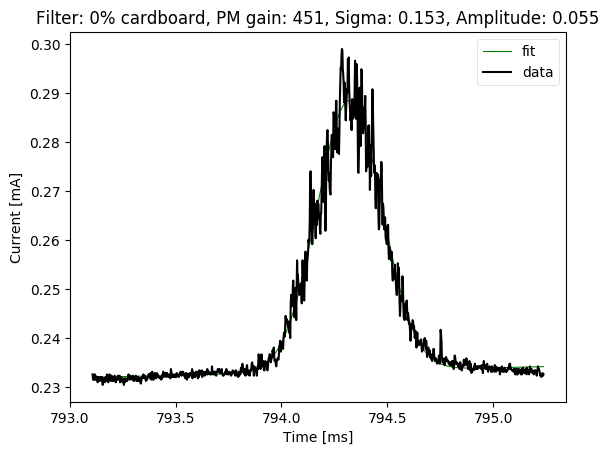 Filter: 0% cardboard, PM gain: 451, Sigma: 0.153, Amplitude: 0.055
fit
data
0.30
0.29
0.28
0.27
0.26
0.25
0.24
0.23
Current [mA]
793.0 793.5 794.0 794.5 795.0
Time [ms]